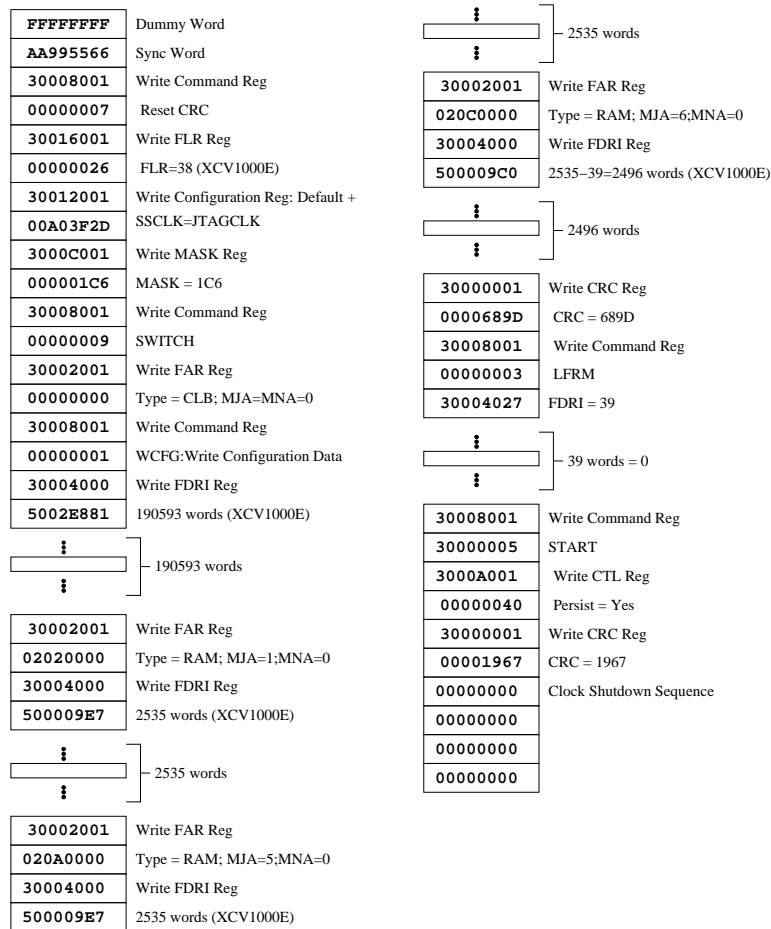 FFFFFFFF Dummy Word
AA995566 Sync Word
30008001 Write Command Reg
00000007 Reset CRC
30016001 Write FLR Reg
00000026 FLR=38 (XCV1000E)
30012001 Write Configuration Reg: Default +
00A03F2D SSCLK=JTAGCLK
3000C001 Write MASK Reg
000001C6 MASK = 1C6
30008001 Write Command Reg
00000009 SWITCH
30002001 Write FAR Reg
00000000 Type = CLB; MJA=MNA=0
30008001 Write Command Reg
00000001 WCFG:Write Configuration Data
30004000 Write FDRI Reg
5002E881 190593 words (XCV1000E)
190593 words
30002001 Write FAR Reg
02020000 Type = RAM; MJA=1;MNA=0
30004000 Write FDRI Reg
500009E7 2535 words (XCV1000E)
2535 words
30002001 Write FAR Reg
020A0000 Type = RAM; MJA=5;MNA=0
30004000 Write FDRI Reg
500009E7 2535 words (XCV1000E)
2535 words
30002001 Write FAR Reg
020C0000 Type = RAM; MJA=6;MNA=0
30004000 Write FDRI Reg
500009C0 2535−39=2496 words (XCV1000E)
2496 words
30000001 Write CRC Reg
0000689D CRC = 689D
30008001 Write Command Reg
00000003 LFRM
30004027 FDRI = 39
39 words = 0
30008001 Write Command Reg
30000005 START
3000A001 Write CTL Reg
00000040 Persist = Yes
30000001 Write CRC Reg
00001967 CRC = 1967
00000000 Clock Shutdown Sequence
00000000
00000000
00000000